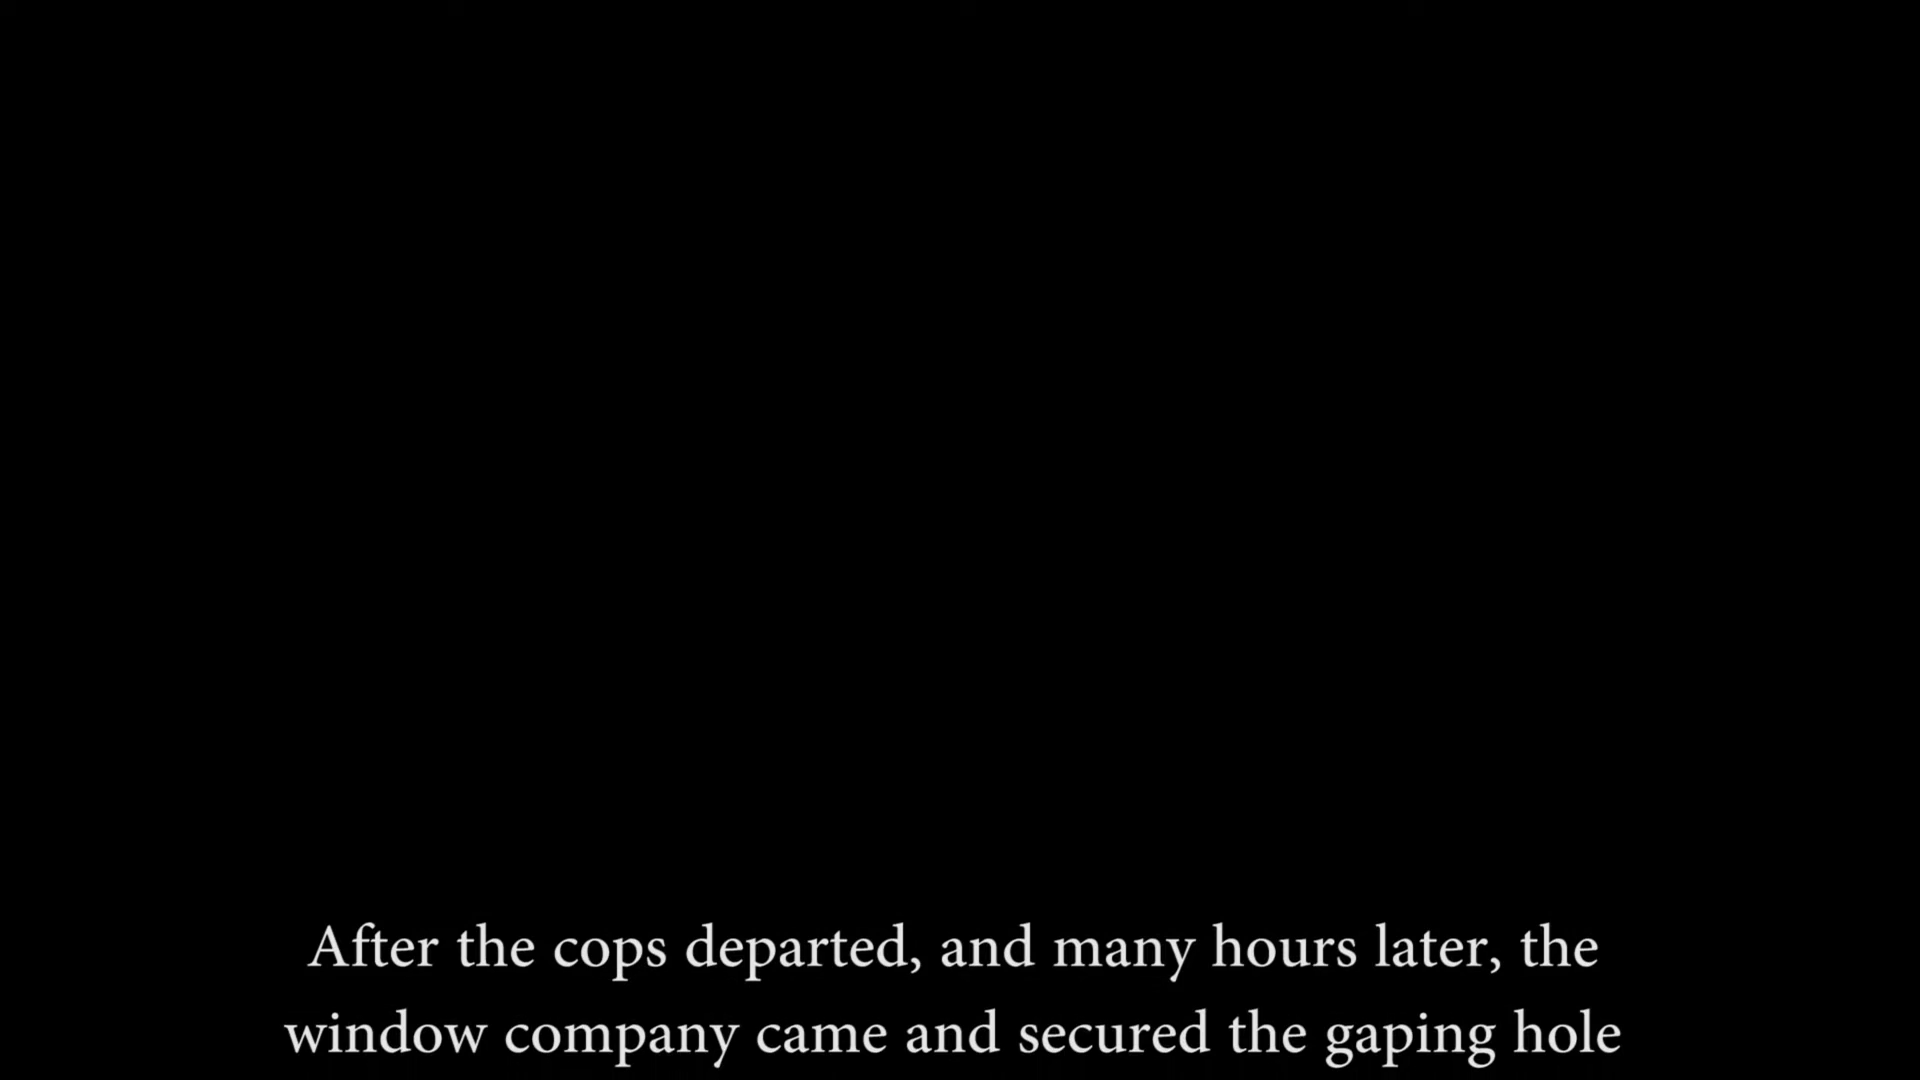 After the cops departed, and many hours later, the
window company came and secured the gaping hole